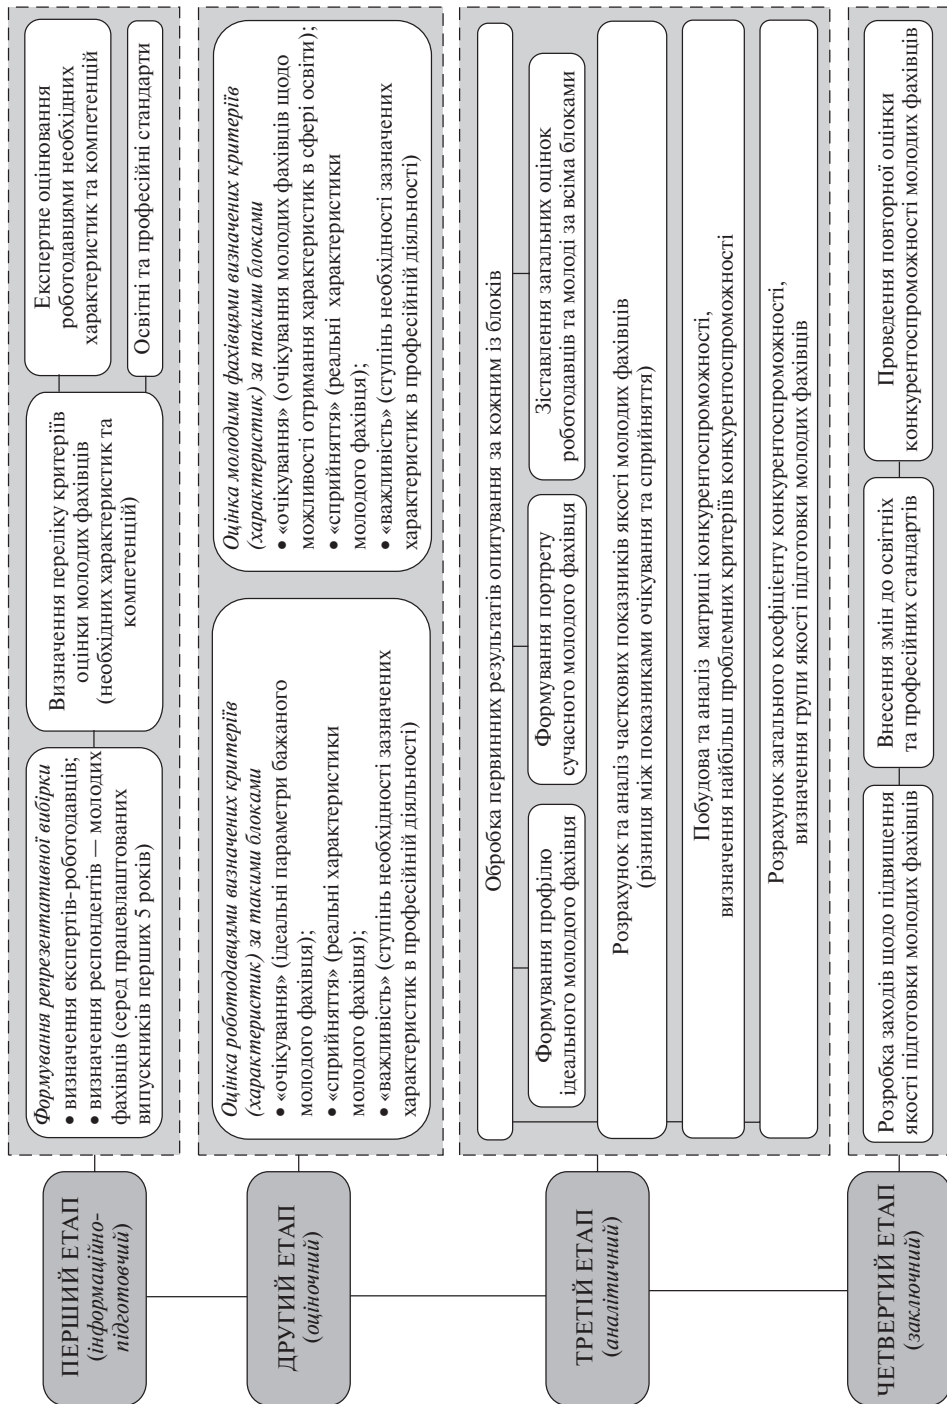 ПЕРШИЙ ЕТАП
(інформаційно-
підготовчий)
Формування репрезентативної вибірки
• визначення експертів-роботодавців;
• визначення респондентів — молодих
фахівців (серед працевлаштованих
випускників перших 5 років)
Визначення переліку критеріїв
оцінки молодих фахівців
(необхідних характеристик та
компетенцій)
Експертне оцінювання
роботодавцями необхідних
характеристик та компетенцій
Освітні та професійні стандарти
ДРУГИЙ ЕТАП
(оціночний)
Оцінка роботодавцями визначених критеріїв
(характеристик) за такими блоками
• «очікування» (ідеальні параметри бажаного
молодого фахівця);
• «сприйняття» (реальні характеристики
молодого фахівця);
• «важливість» (ступінь необхідності зазначених
характеристик в професійній діяльності)
Оцінка молодими фахівцями визначених критеріїв
(характеристик) за такими блоками
• «очікування» (очікування молодих фахівців щодо
можливості отримання характеристик в сфері освіти);
• «сприйняття» (реальні характеристики
молодого фахівця;
• «важливість» (ступінь необхідності зазначених
характеристик в професійній діяльності)
ТРЕТІЙ ЕТАП
(аналітичний)
Обробка первинних результатів опитування за кожним із блоків
Формування профілю
ідеального молодого фахівця
Формування портрету
сучасного молодого фахівця
Зіставлення загальних оцінок
роботодавців та молоді за всіма блоками
Розрахунок та аналіз часткових показників якості молодих фахівців
(різниця між показниками очікування та сприйняття)
Побудова та аналіз матриці конкурентоспроможності,
визначення найбільш проблемних критеріїв конкурентоспроможності
Розрахунок загального коефіцієнту конкурентоспроможності,
визначення групи якості підготовки молодих фахівців
ЧЕТВЕРТИЙ ЕТАП
(заключний)
Розробка заходів щодо підвищення
якості підготовки молодих фахівців
Внесення змін до освітніх
та професійних стандартів
Проведення повторної оцінки
конкурентоспроможності молодих фахівців